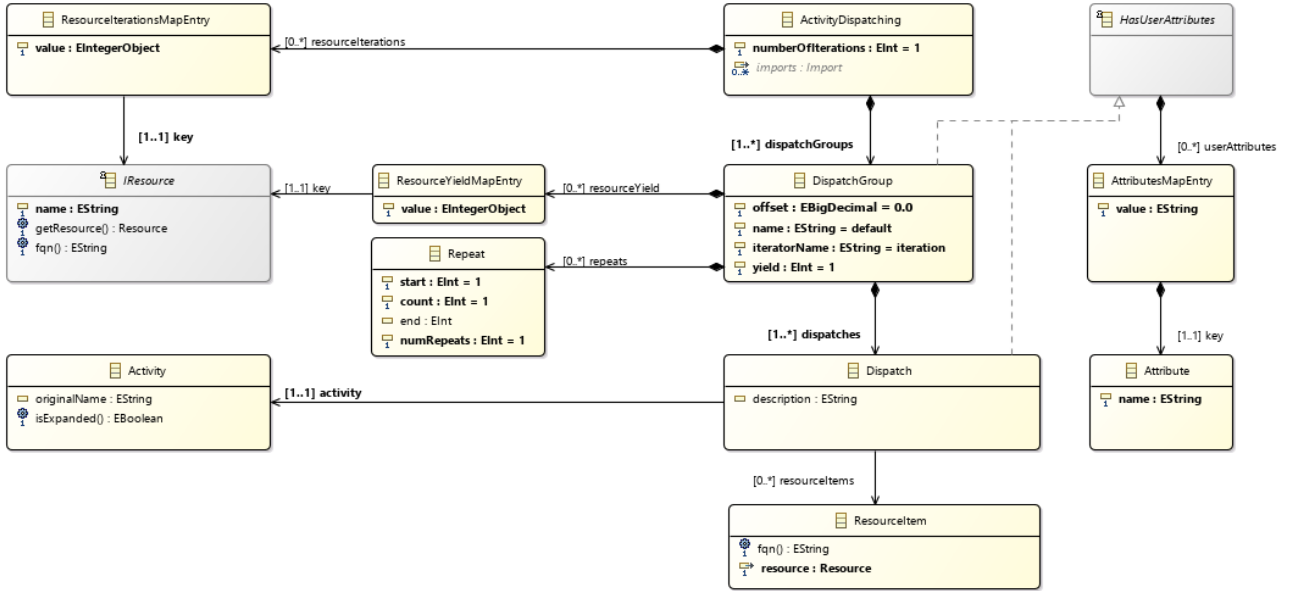 ResourceIterationsMapEntry
value : EIntegerObject
[0..*] resourceIterations
ActivityDispatching
numberOfIterations : EInt = 1
0..* imports : Import
HasUserAttributes
[1..1] key
[1..*] dispatchGroups
[0..*] userAttributes
IResource
name : EString
getResource() : Resource
fqn() : EString
[1..1] key
ResourceYieldMapEntry
value : EIntegerObject
[0..*] resourceYield
DispatchGroup
offset : EBigDecimal = 0.0
name : EString = default
iteratorName : EString = iteration
yield : EInt = 1
AttributesMapEntry
value : EString
Repeat
start : EInt = 1
count : EInt = 1
end : EInt
numRepeats : EInt = 1
[0..*] repeats
[1..*] dispatches
[1..1] key
Activity
originalName : EString
isExpanded() : EBoolean
[1..1] activity
Dispatch
description : EString
Attribute
name : EString
[0..*] resourceItems
ResourceItem
fqn() : EString
resource : Resource